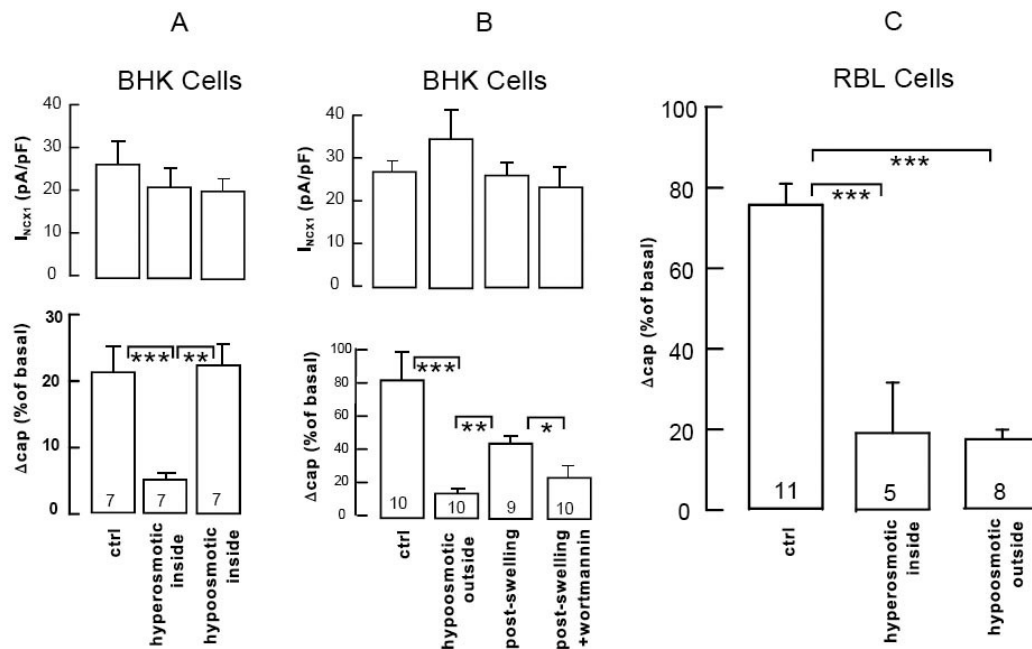 A
B
C
BHK Cells
BHK Cells
RBL Cells
I NCX1 (pA/pF)
40
30
20
10
0
I NCX1 (pA/pF)
40
30
20
10
0
Δcap (% of basal)
30
20
10
0
*** **
7
7
7
ctrl
hyperosmotic
inside
hypoosmotic
inside
Δcap (%of basal)
100
80
60
40
20
0
***
**
*
10
10
9
10
ctrl
hypoosmotic
outside
post-swelling
post-swelling
+wortmannin
Δcap (%of basal)
100
80
60
40
20
0
***
***
11
5
8
ctrl
hyperosmotic
inside
hypoosmotic
outside